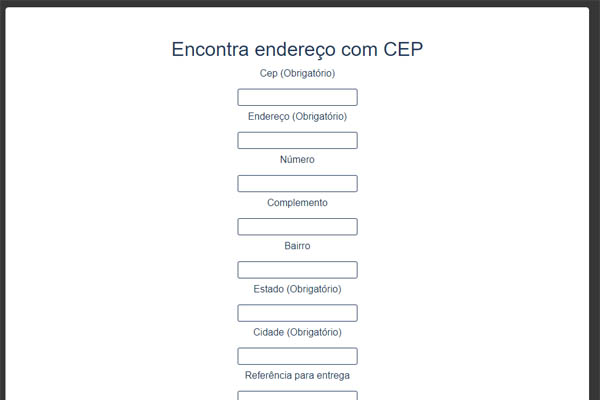 Encontra endereço com CEP
Cep (Obrigatório)
Endereço (Obrigatório)
Número
Complemento
Bairro
Estado (Obrigatório)
Cidade (Obrigatório)
Referência para entrega